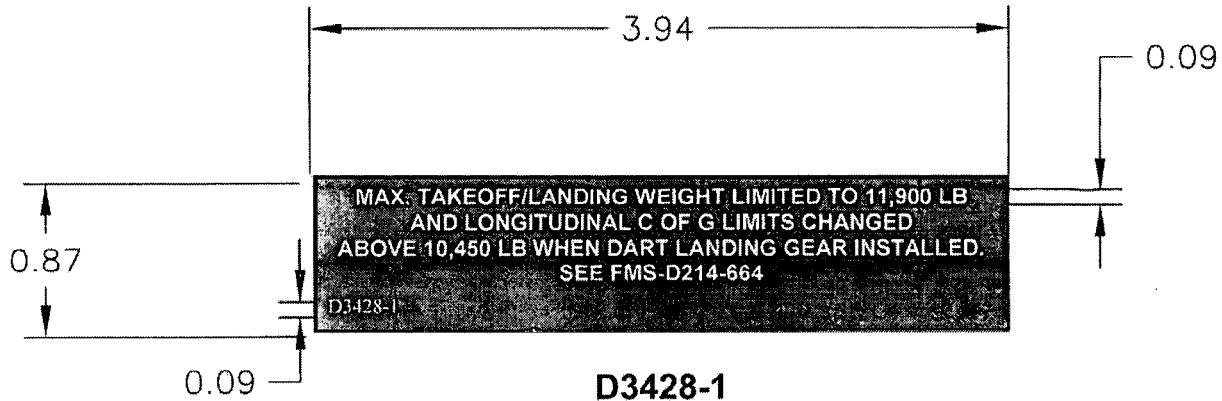 3.94
0.09
MAX. TAKEOFF/LANDING WEIGHT LIMITED TO 11,900 LB
AND LONGITUDINAL C OF G LIMITS CHANGED
ABOVE 10,450 LB WHEN DART LANDING GEAR INSTALLED.
SEE FMS-D214-664
0.87
D3428-1
0.09
D3428-1